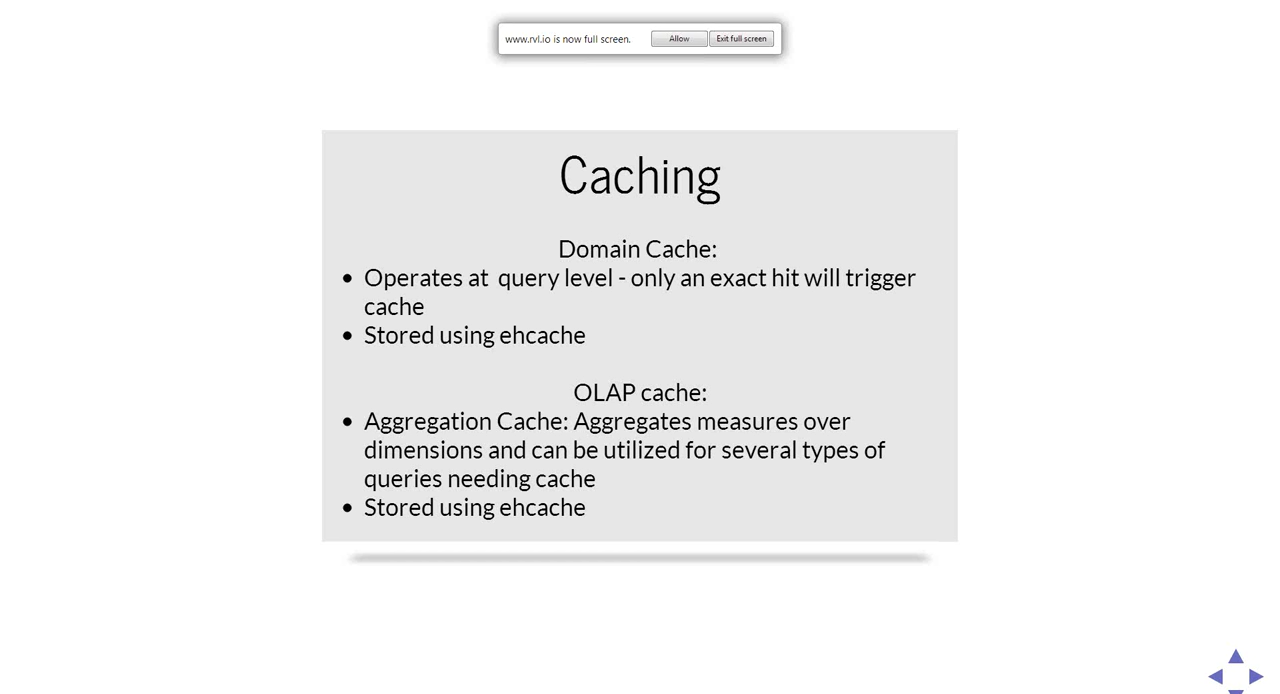 www.rvl.io is now full screen. Allow Exit full screen
Caching
Domain Cache:
• Operates at  query level - only an exact hit will trigger
cache
• Stored using ehcache
OLAP cache:
• Aggregation Cache: Aggregates measures over
dimensions and can be utilized for several types of
queries needing cache
• Stored using ehcache